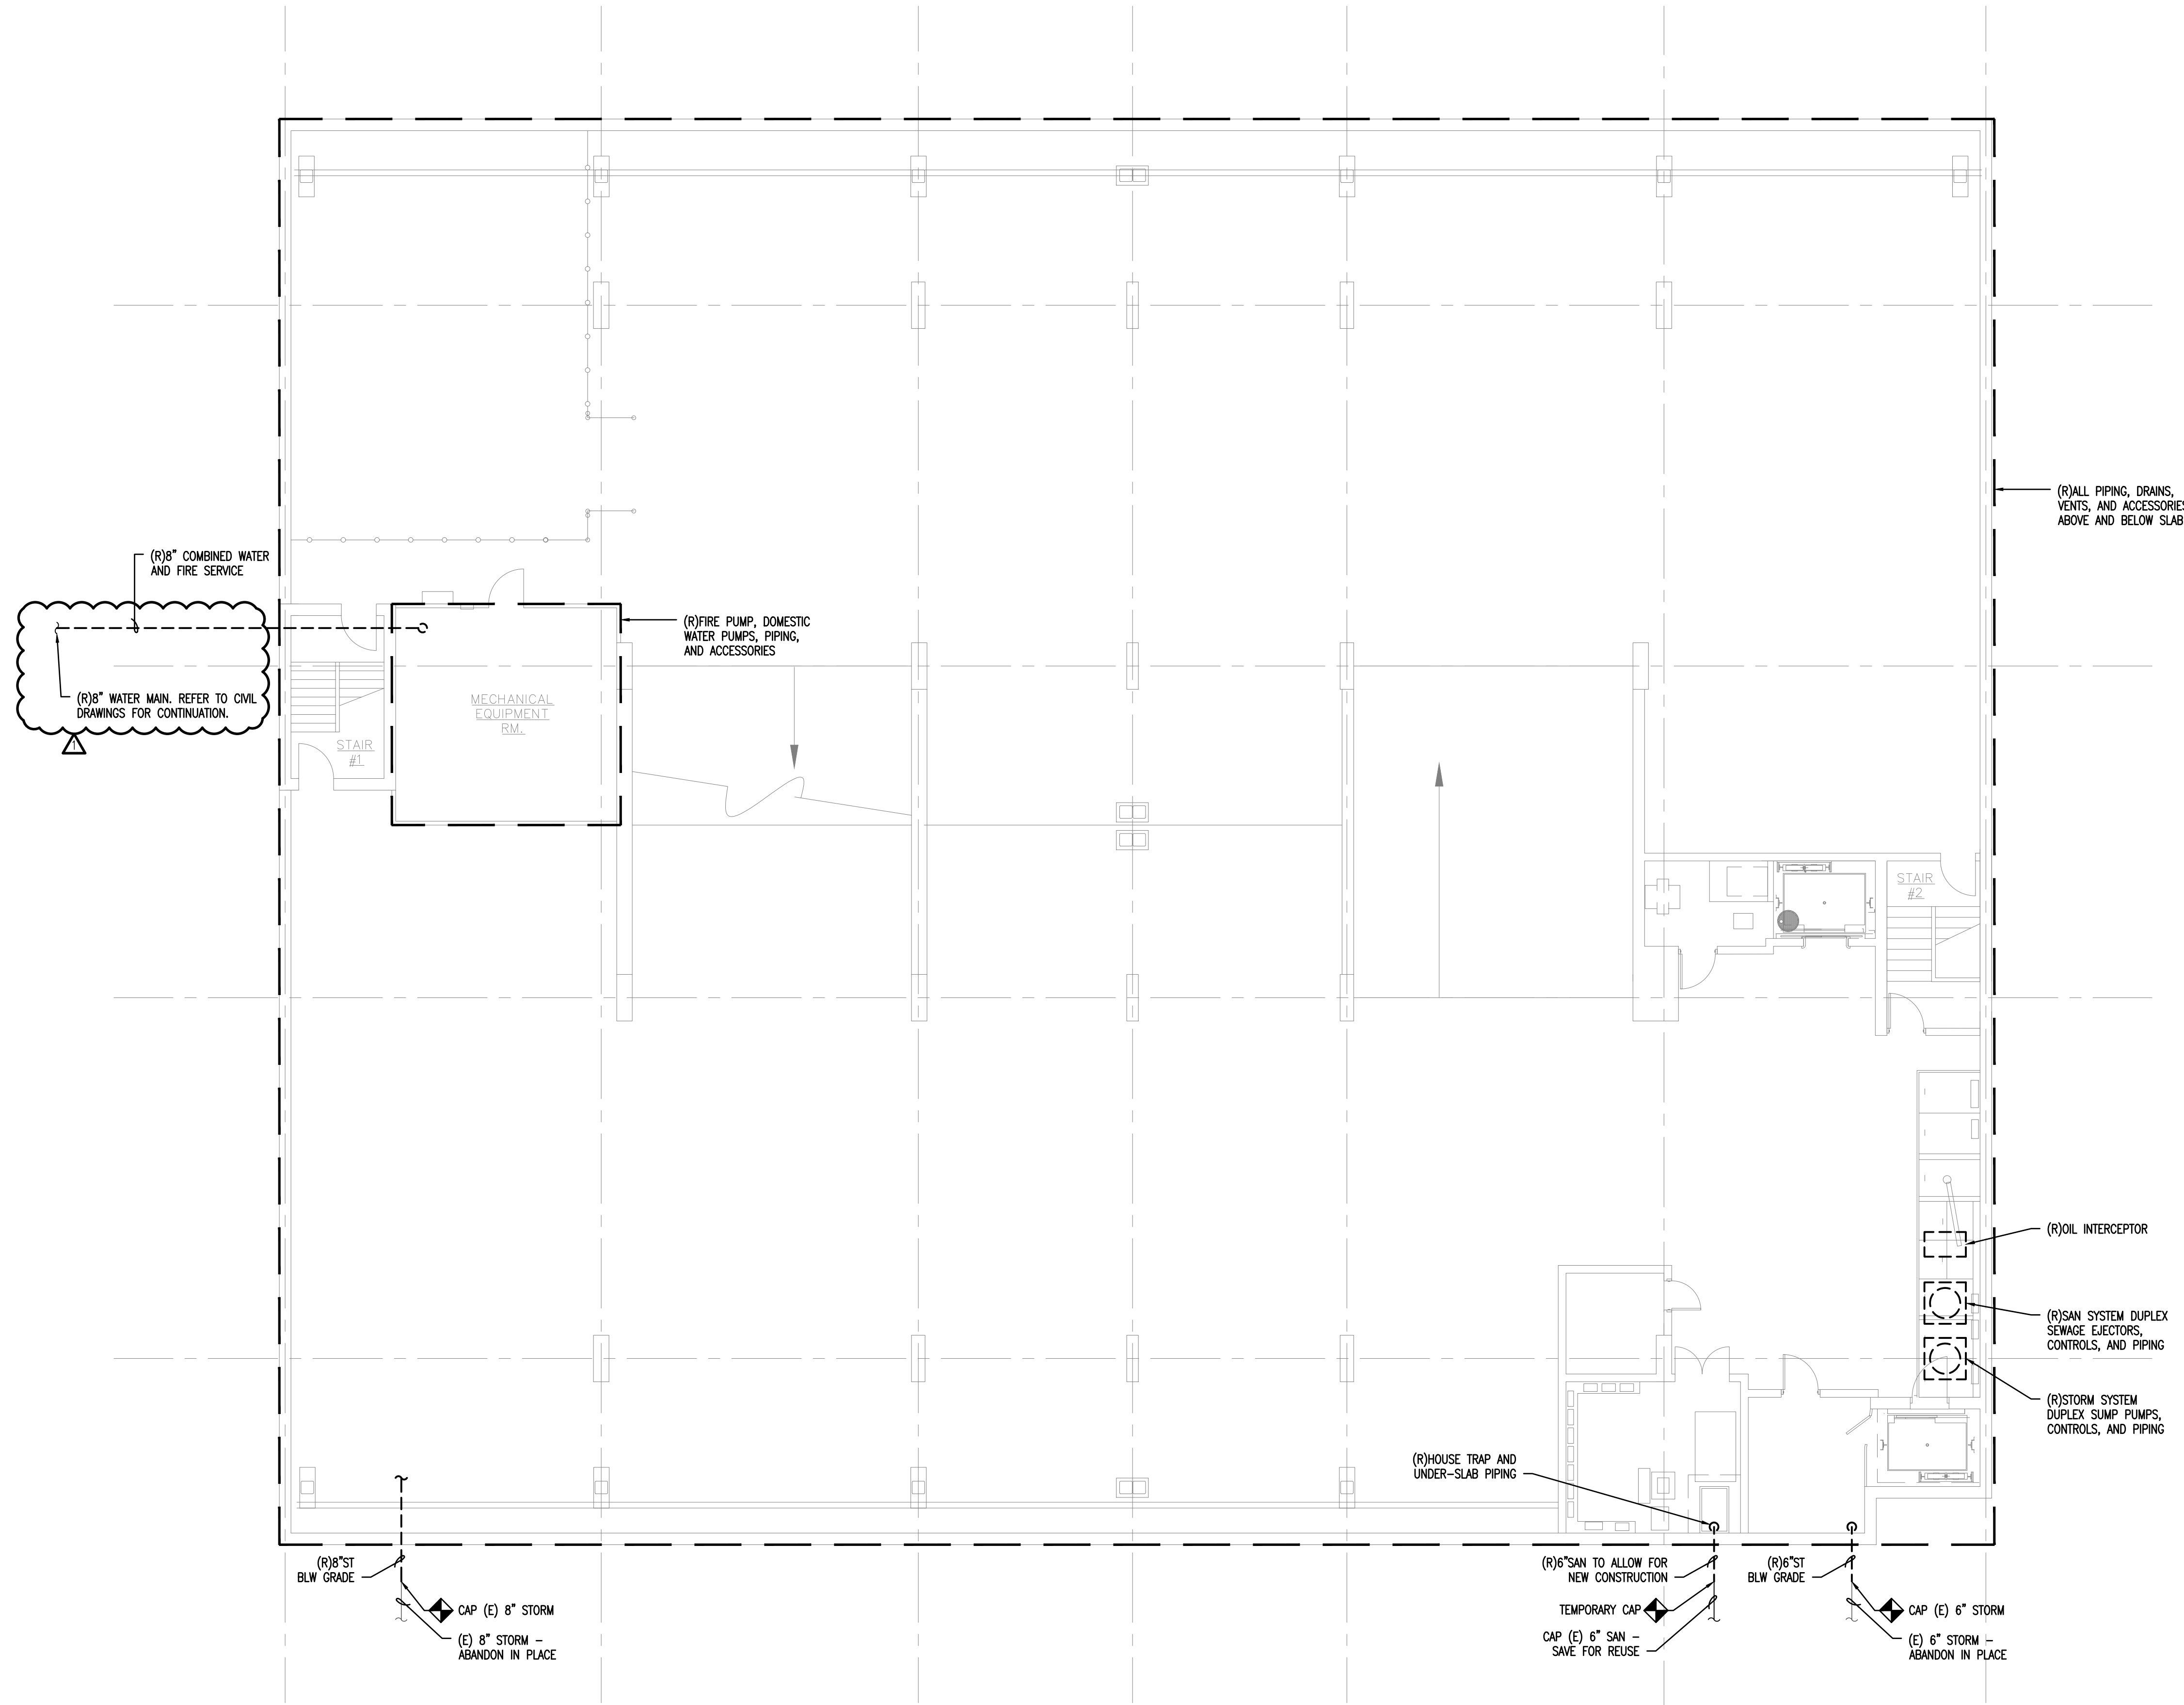 (R)ALL PIPING, DRAINS,
VENTS, AND ACCESSORIES
ABOVE AND BELOW SLAB
(R)8" COMBINED WATER
AND FIRE SERVICE
(R)8" WATER MAIN. REFER TO CIVIL
DRAWINGS FOR CONTINUATION.
1
(R)FIRE PUMP, DOMESTIC
WATER PUMPS, PIPING,
AND ACCESSORIES
MECHANICAL
EQUIPMENT
RM.
STAIR
#1
STAIR
#2
(R)OIL INTERCEPTOR
(R)SAN SYSTEM DUPLEX
SEWAGE EJECTORS,
CONTROLS, AND PIPING
(R)STORM SYSTEM
DUPLEX SUMP PUMPS,
CONTROLS, AND PIPING
(R)HOUSE TRAP AND
UNDER-SLAB PIPING
(R)8"ST
BLW GRADE
CAP (E) 8" STORM
(E) 8" STORM -
ABANDON IN PLACE
(R)6"SAN TO ALLOW FOR
NEW CONSTRUCTION
TEMPORARY CAP
CAP (E) 6" SAN -
SAVE FOR REUSE
(R)6"ST
BLW GRADE
CAP (E) 6" STORM
(E) 6" STORM -
ABANDON IN PLACE